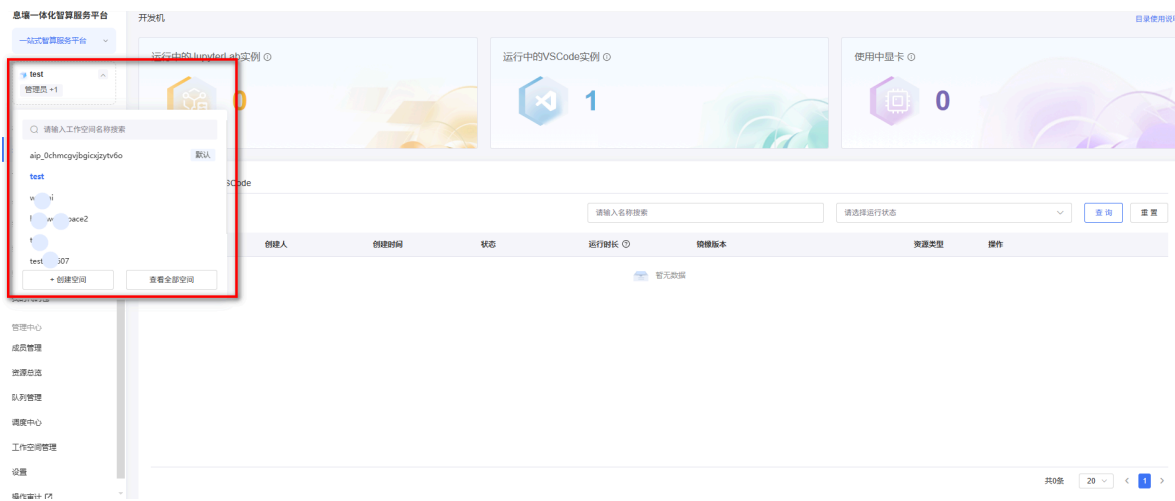 息壤一体化智算服务平台
开发机
目录使用说
一站式智算服务平台
运行中的JupyterLab实例
运行中的VSCode实例
使用中显卡
test
管理员 +1
0
1
0
请输入工作空间名称搜索
aip_0chmcgvjbgicxjzytv6o
默认
test
VSCode
请输入名称搜索
请选择运行状态
查询
重置
创建人
创建时间
状态
运行时长
镜像版本
资源类型
操作
+ 创建空间
查看全部空间
暂无数据
管理中心
成员管理
资源总览
队列管理
调度中心
工作空间管理
设置
操作审计
共0条
20
1